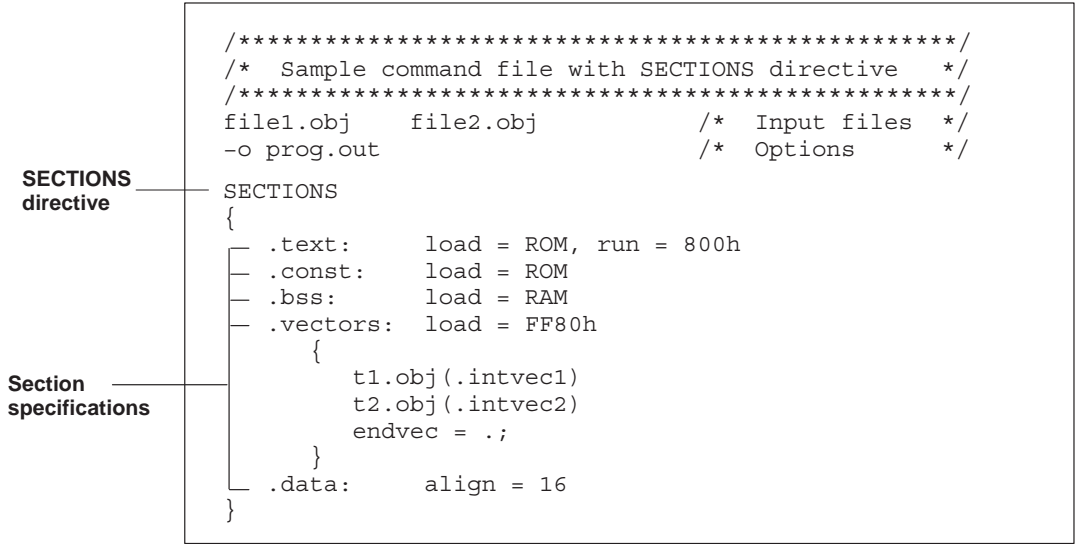 /**************************************************/
/*  Sample command file with SECTIONS directive   */
/**************************************************/
file1.obj    file2.obj           /*  Input files  */
–o prog.out                      /*  Options      */
SECTIONS
directive
SECTIONS
{
.text:     load = ROM, run = 800h
.const:    load = ROM
.bss:      load = RAM
.vectors:  load = FF80h
{
t1.obj(.intvec1)
t2.obj(.intvec2)
endvec = .;
}
Section
specifications
.data:     align = 16
}